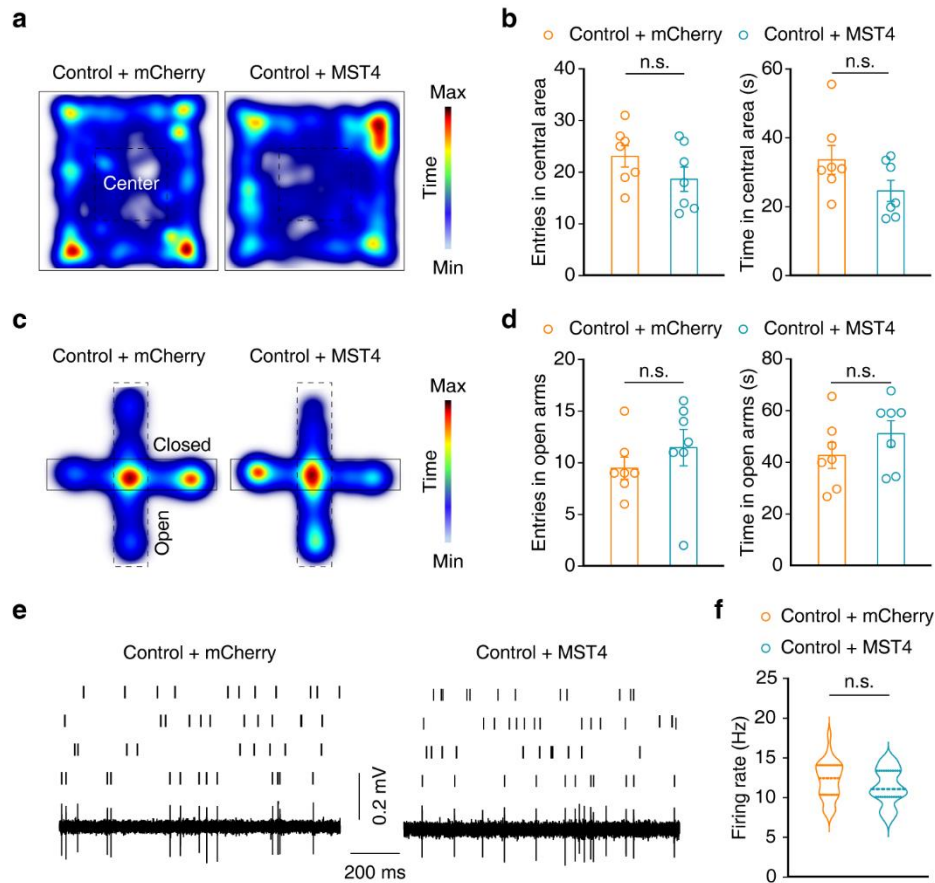 a
Control + mCherry
Control + MST4
Center
Max
Time
Min
b
Control + mCherry
Control + MST4
n.s.
40
30
20
10
0
Entries in central area
n.s.
60
40
20
0
Time in central area (s)
c
Control + mCherry
Control + MST4
Closed
Open
Max
Time
Min
d
Control + mCherry
Control + MST4
n.s.
20
15
10
5
0
Entries in open arms
n.s.
80
60
40
20
0
Time in open arms (s)
e
Control + mCherry
Control + MST4
0.2 mV
200 ms
f
Control + mCherry
Control + MST4
n.s.
25
20
15
10
5
0
Firing rate (Hz)